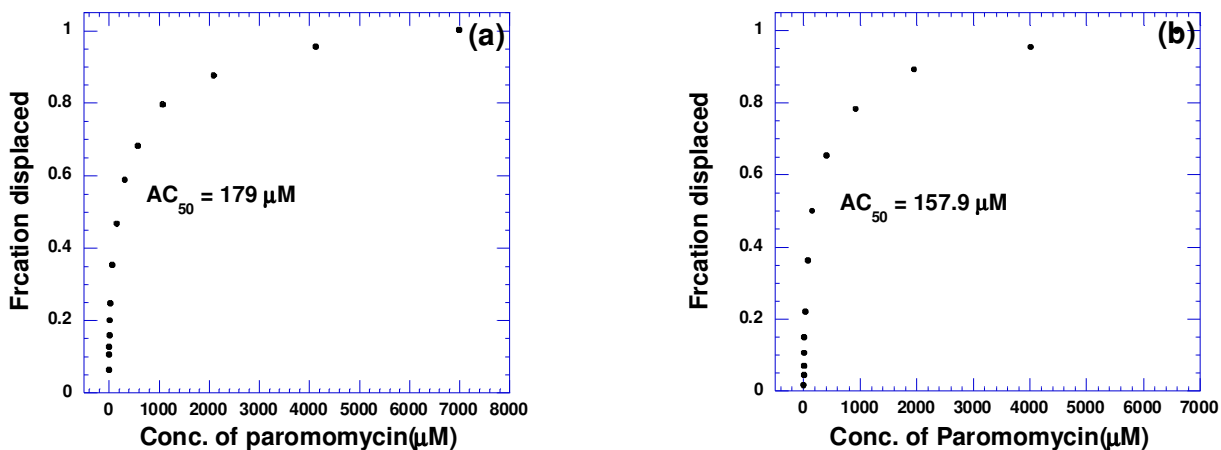 (a)
1
0.8
0.6
0.4
0.2
0
Frcation displaced
AC50 = 179 μM
0 1000 2000 3000 4000 5000 6000 7000 8000
Conc. of paromomycin(μM)
(b)
1
0.8
0.6
0.4
0.2
0
Frcation displaced
AC50 = 157.9 μM
0 1000 2000 3000 4000 5000 6000 7000
Conc. of Paromomycin(μM)